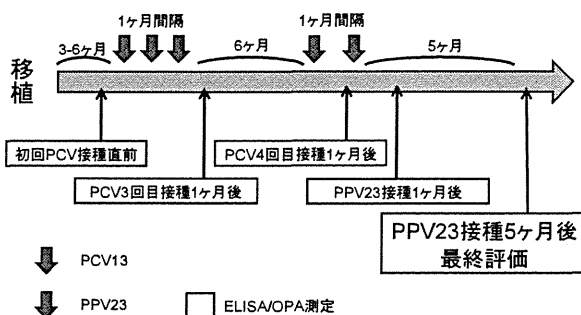 1ヶ月間隔
1ヶ月間隔
3-6ヶ月
6ヶ月
5ヶ月
移植
初回PCV接種直前
PCV4回目接種1ヶ月後
PCV3回目接種1ヶ月後
PPV23接種1ヶ月後
PPV23接種5ヶ月後
最終評価
PCV13
PPV23
ELISA/OPA測定